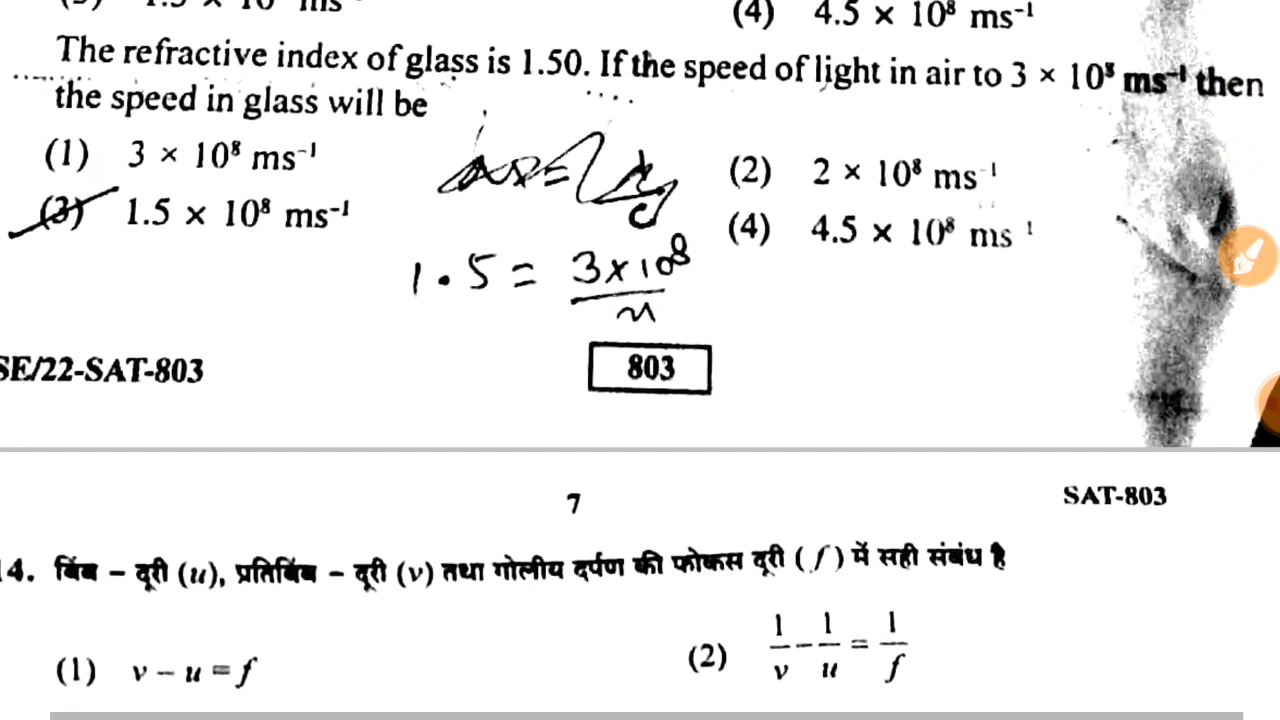 (4) 4.5 × 10⁸ ms⁻¹
The refractive index of glass is 1.50. If the speed of light in air to 3 × 10⁸ ms⁻¹ then
the speed in glass will be
(1) 3 × 10⁸ ms⁻¹
(2) 2 × 10⁸ ms⁻¹
(3) 1.5 × 10⁸ ms⁻¹
(4) 4.5 × 10⁸ ms⁻¹
1.5 = 3×10⁸
SE/22-SAT-803
803
7
SAT-803
4. बिंब – दूरी (u), प्रतिबिंब – दूरी (v) तथा गोलीय दर्पण की फोकस दूरी (f) में सही संबंध है
(1) v – u = f
(2) 1/v – 1/u = 1/f